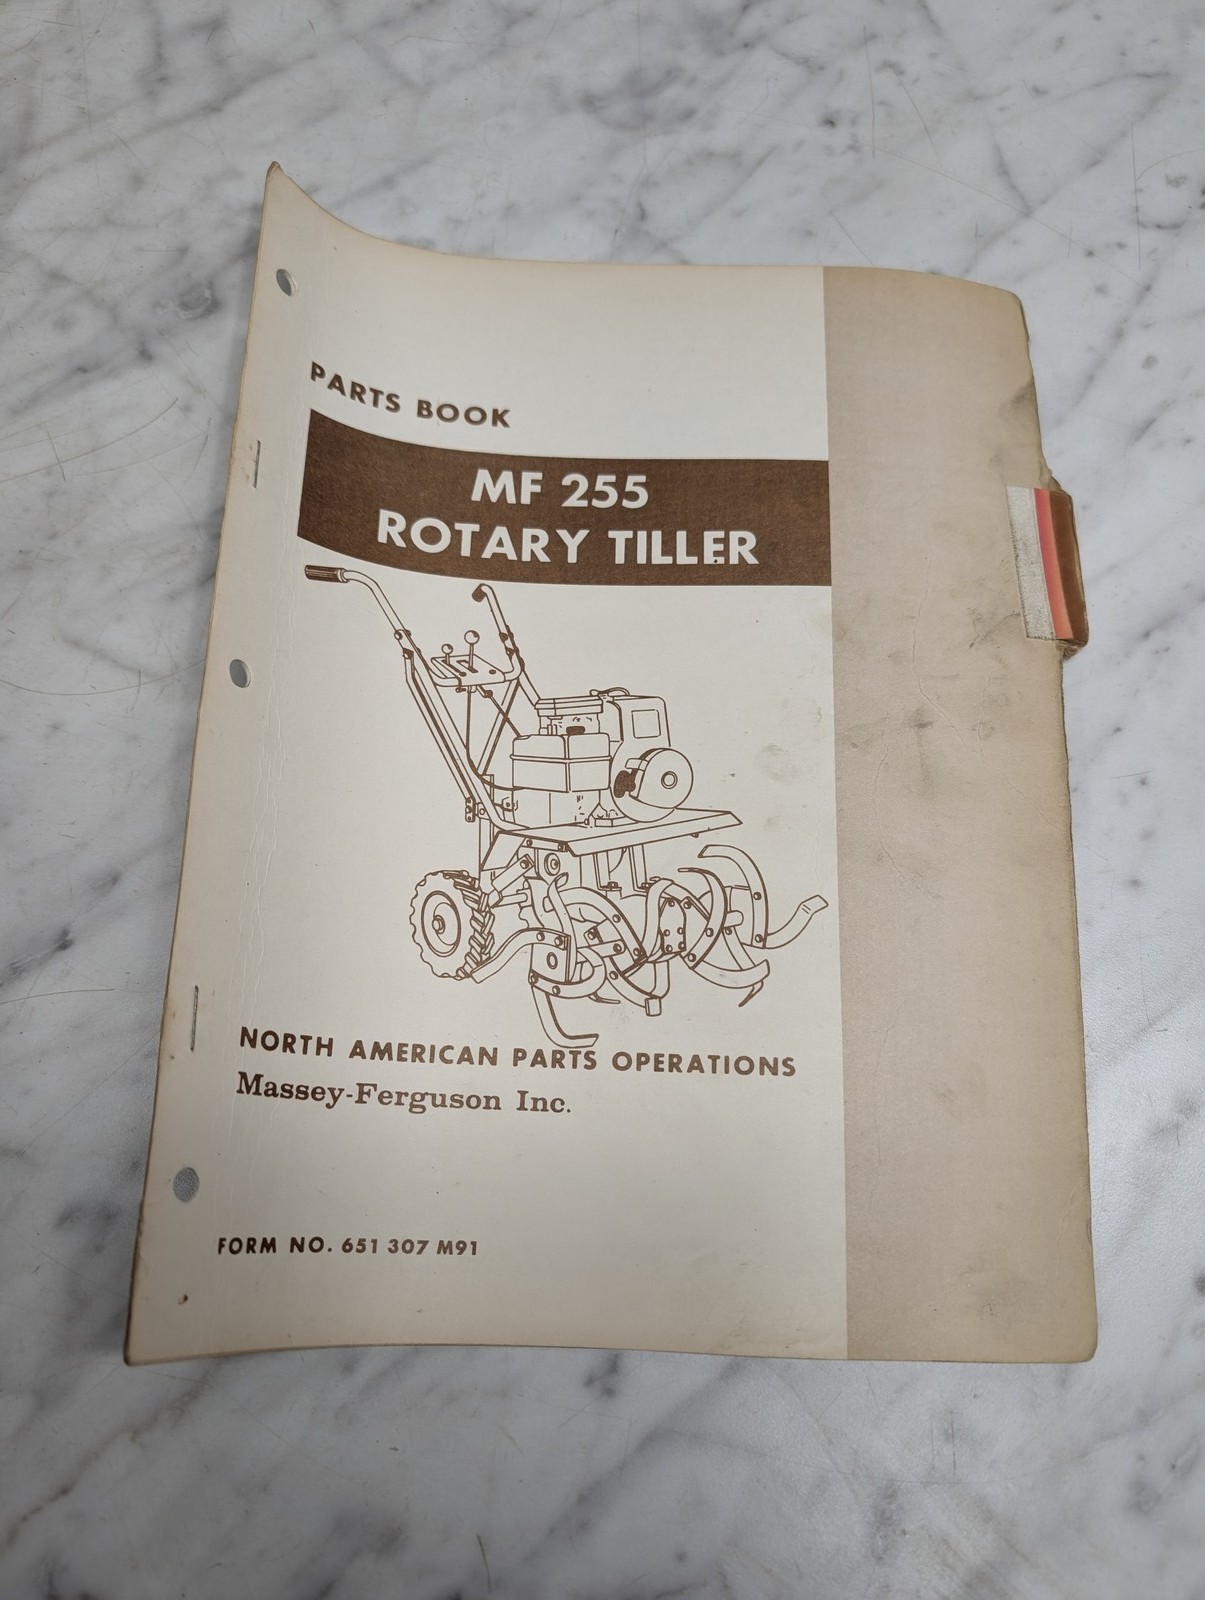 PARTS BOOK
MF 255
ROTARY TILLER
NORTH AMERICAN PARTS OPERATIONS
Massey-Ferguson Inc.
FORM NO. 651 307 M91